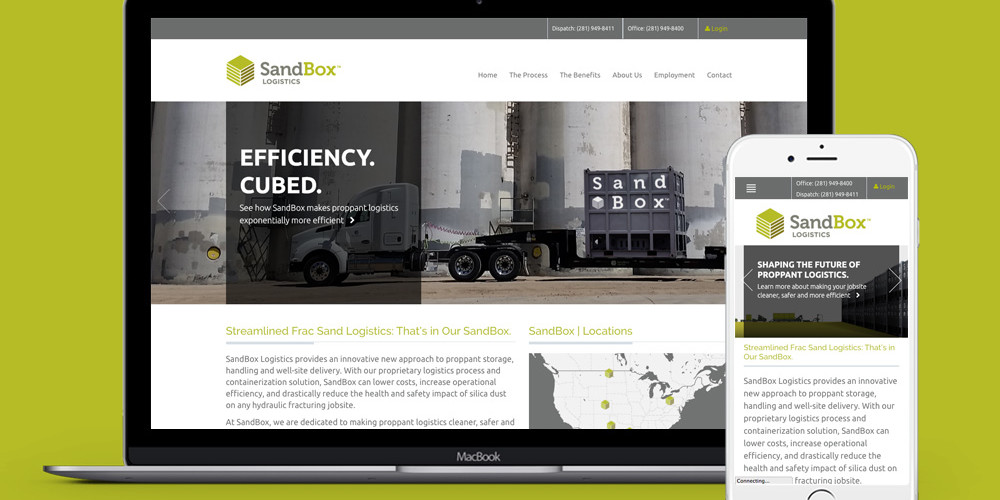 Dispatch: (281) 949-8411
Office: (281) 949-8400
Login
SandBox™
LOGISTICS
Home
The Process
The Benefits
About Us
Employment
Contact
EFFICIENCY.
CUBED.
See how SandBox makes proppant logistics
exponentially more efficient
Sand
Box™
Streamlined Frac Sand Logistics: That's in Our SandBox.
SandBox Logistics provides an innovative new approach to proppant storage,
handling and well-site delivery. With our proprietary logistics process and
containerization solution, SandBox can lower costs, increase operational
efficiency, and drastically reduce the health and safety impact of silica dust
on any hydraulic fracturing jobsite.
At SandBox, we are dedicated to making proppant logistics cleaner, safer and
SandBox | Locations
MacBook
Office: (281) 949-8400
Dispatch: (281) 949-8411
Login
SandBox™
LOGISTICS
SHAPING THE FUTURE OF
PROPPANT LOGISTICS.
Learn more about making your jobsite
cleaner, safer and more efficient
Streamlined Frac Sand Logistics: That's in
Our SandBox.
SandBox Logistics provides an innovative
new approach to proppant storage,
handling and well-site delivery. With our
proprietary logistics process and
containerization solution, SandBox can
lower costs, increase operational
efficiency, and drastically reduce the
health and safety impact of silica dust on
fracturing jobsite.
Connecting...